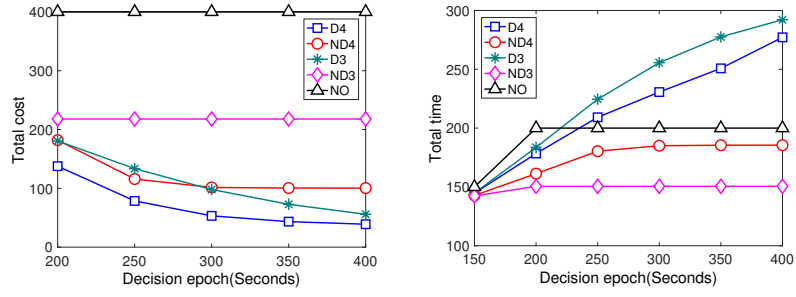 400
300
200
100
0
Total cost
D4
ND4
D3
ND3
NO
200 250 300 350 400
Decision epoch(Seconds)
300
250
200
150
100
Total time
D4
ND4
D3
ND3
NO
150 200 250 300 350 400
Decision epoch(Seconds)